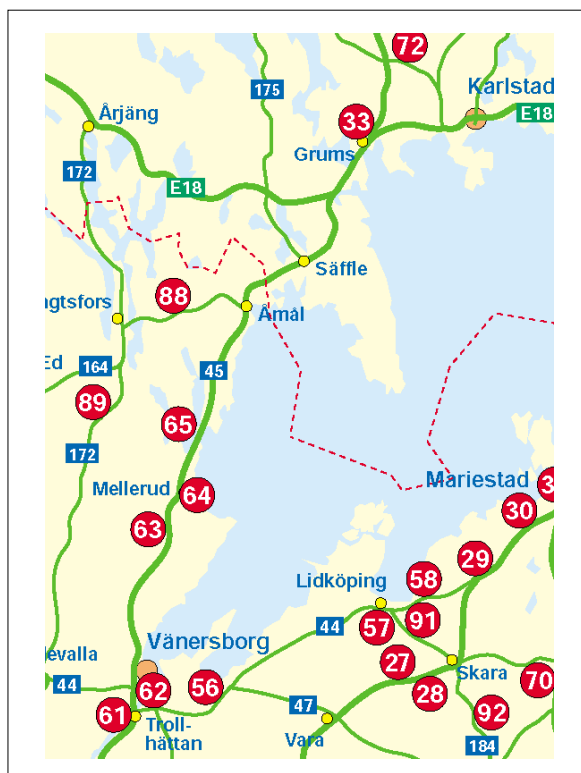 72
Karlstad
175
Årjäng
33
E18
Grums
172
E18
Säffle
88
gtsfors
Åmål
Ed
164
45
89
65
172
Mariestad
Mellerud
64
3
30
63
29
Lidköping
58
91
44
57
Vänersborg
27
evalla
Skara
44
62
56
28
70
47
61
92
Troll-
hättan
Vara
184